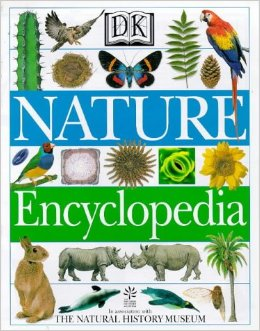 DK
NATURE
Encyclopedia
In association with
THE NATURAL HISTORY MUSEUM